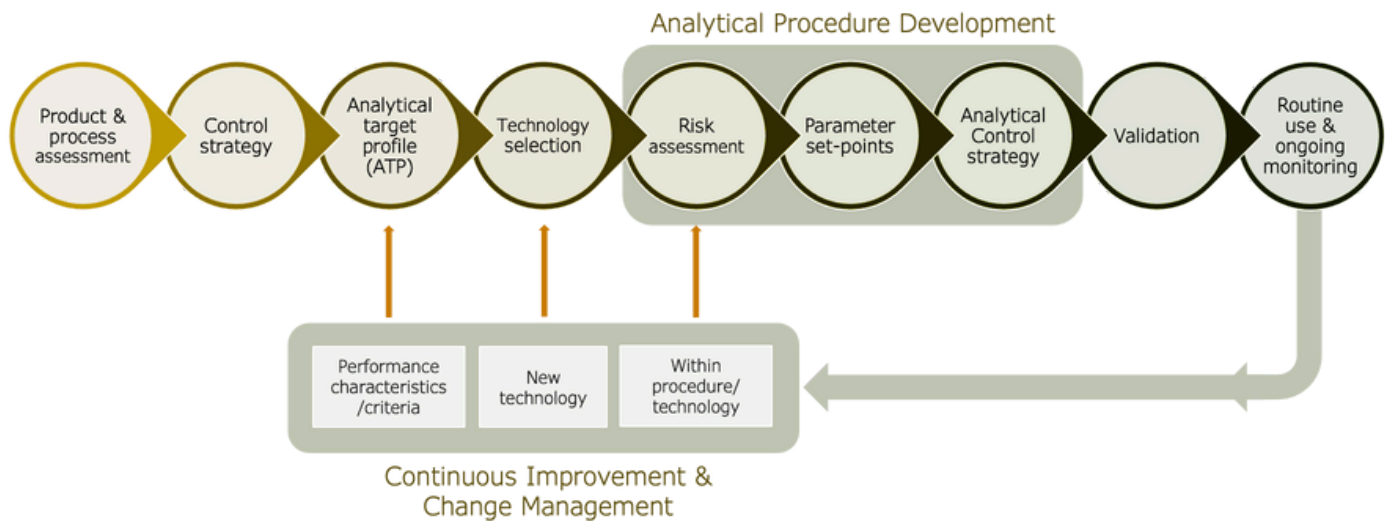 Analytical Procedure Development
Product &
process
assessment
Control
strategy
Analytical
target
profile
(ATP)
Technology
selection
Risk
assessment
Parameter
set-points
Analytical
Control
strategy
Validation
Routine
use &
ongoing
monitoring
Performance
characteristics
/criteria
New
technology
Within
procedure/
technology
Continuous Improvement &
Change Management